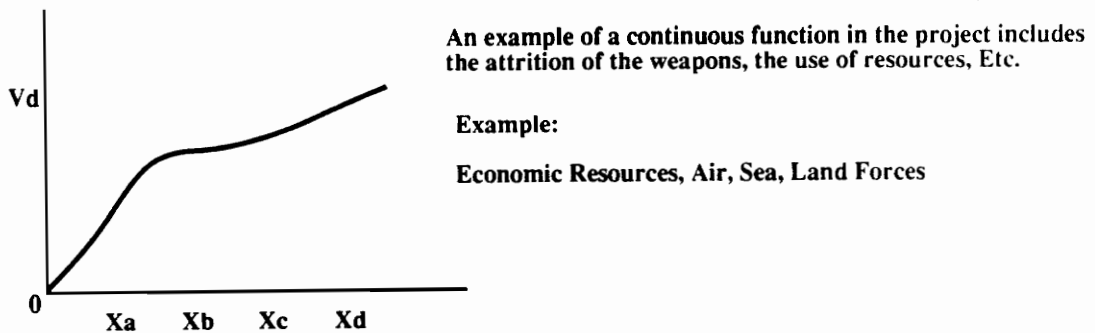 An example of a continuous function in the project includes
the attrition of the weapons, the use of resources, Etc.
Vd
Example:
Economic Resources, Air, Sea, Land Forces
0
Xa Xb Xc Xd